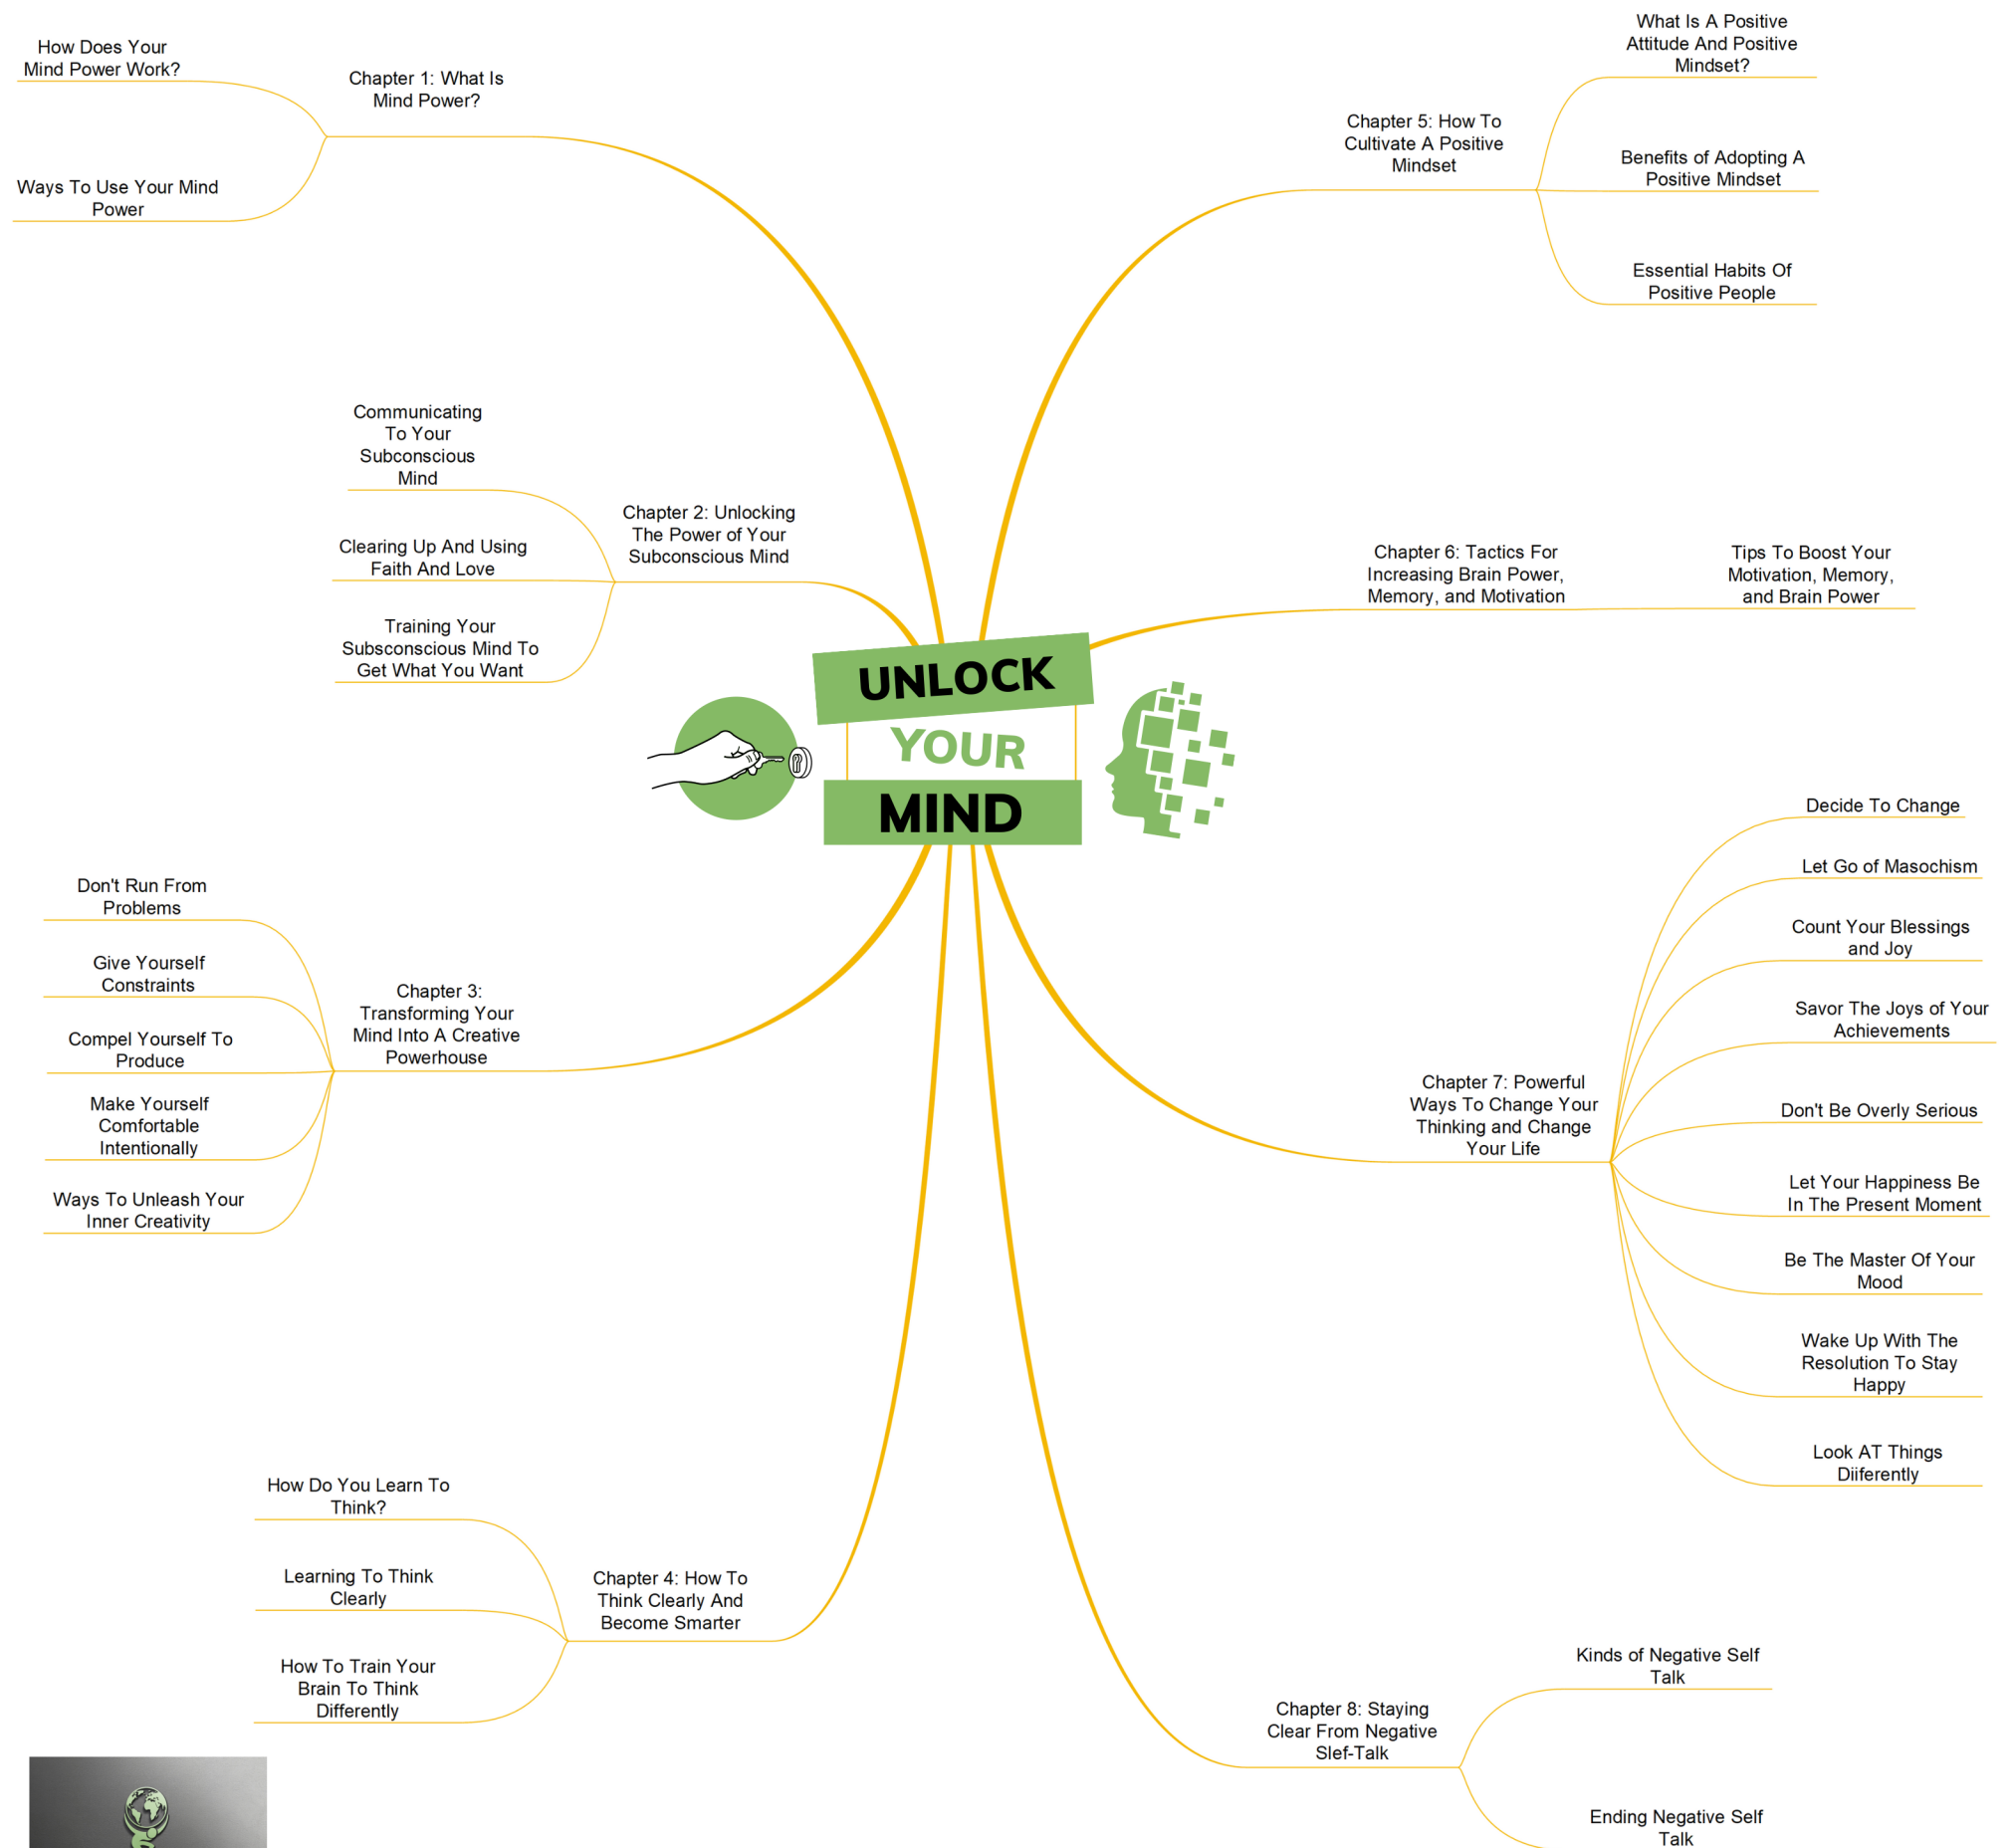 UNLOCK
YOUR
MIND
Chapter 1: What Is
Mind Power?
How Does Your
Mind Power Work?
Ways To Use Your Mind
Power
Chapter 2: Unlocking
The Power of Your
Subconscious Mind
Communicating
To Your
Subconscious
Mind
Clearing Up And Using
Faith And Love
Training Your
Subsconscious Mind To
Get What You Want
Chapter 3:
Transforming Your
Mind Into A Creative
Powerhouse
Don't Run From
Problems
Give Yourself
Constraints
Compel Yourself To
Produce
Make Yourself
Comfortable
Intentionally
Ways To Unleash Your
Inner Creativity
Chapter 4: How To
Think Clearly And
Become Smarter
How Do You Learn To
Think?
Learning To Think
Clearly
How To Train Your
Brain To Think
Differently
Chapter 5: How To
Cultivate A Positive
Mindset
What Is A Positive
Attitude And Positive
Mindset?
Benefits of Adopting A
Positive Mindset
Essential Habits Of
Positive People
Chapter 6: Tactics For
Increasing Brain Power,
Memory, and Motivation
Tips To Boost Your
Motivation, Memory,
and Brain Power
Chapter 7: Powerful
Ways To Change Your
Thinking and Change
Your Life
Decide To Change
Let Go of Masochism
Count Your Blessings
and Joy
Savor The Joys of Your
Achievements
Don't Be Overly Serious
Let Your Happiness Be
In The Present Moment
Be The Master Of Your
Mood
Wake Up With The
Resolution To Stay
Happy
Look AT Things
Diiferently
Chapter 8: Staying
Clear From Negative
Slef-Talk
Kinds of Negative Self
Talk
Ending Negative Self
Talk